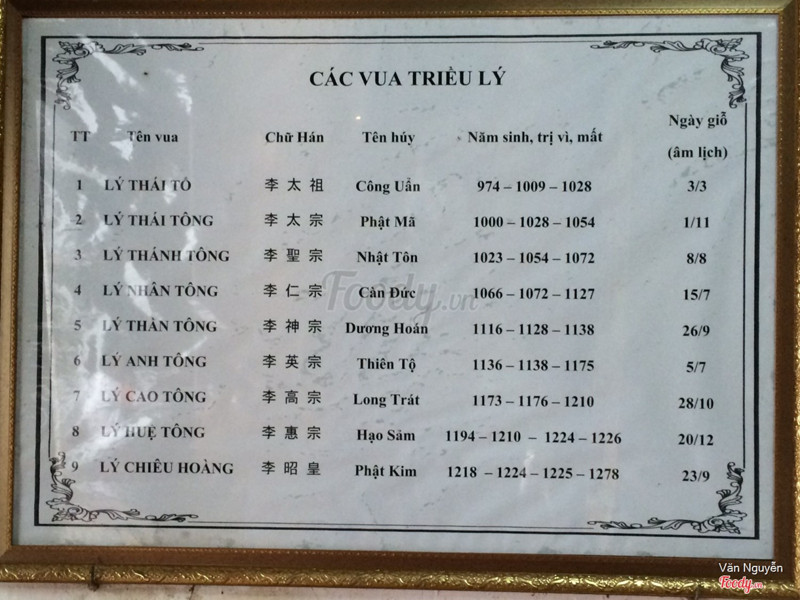 CÁC VUA TRIỀU LÝ
TT Tên vua Chữ Hán Tên húy Năm sinh, trị vì, mất Ngày giỗ (âm lịch)
1 LÝ THÁI TỔ 李太祖 Công Uẩn 974 – 1009 – 1028 3/3
2 LÝ THÁI TÔNG 李太宗 Phật Mã 1000 – 1028 – 1054 1/11
3 LÝ THÁNH TÔNG 李聖宗 Nhật Tôn 1023 – 1054 – 1072 8/8
4 LÝ NHÂN TÔNG 李仁宗 Càn Đức 1066 – 1072 – 1127 15/7
5 LÝ THẦN TÔNG 李神宗 Dương Hoán 1116 – 1128 – 1138 26/9
6 LÝ ANH TÔNG 李英宗 Thiên Tộ 1136 – 1138 – 1175 5/7
7 LÝ CAO TÔNG 李高宗 Long Trát 1173 – 1176 – 1210 28/10
8 LÝ HUỆ TÔNG 李惠宗 Hạo Sảm 1194 – 1210 – 1224 – 1226 20/12
9 LÝ CHIÊU HOÀNG 李昭皇 Phật Kim 1218 – 1224 – 1225 – 1278 23/9
Foody.vn
Văn Nguyễn
Foody.vn